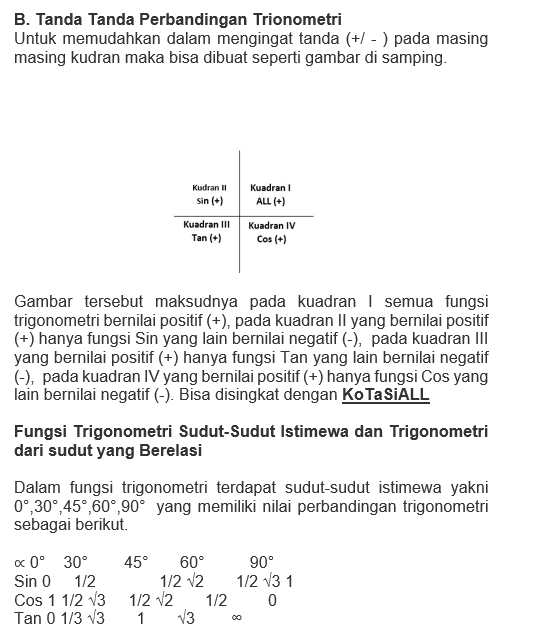 B. Tanda Tanda Perbandingan Trionometri
Untuk memudahkan dalam mengingat tanda (+/ - ) pada masing
masing kudran maka bisa dibuat seperti gambar di samping.
Kudran II
Sin (+)
Kuadran I
ALL (+)
Kuadran III
Tan (+)
Kuadran IV
Cos (+)
Gambar tersebut maksudnya pada kuadran I semua fungsi
trigonometri bernilai positif (+), pada kuadran II yang bernilai positif
(+) hanya fungsi Sin yang lain bernilai negatif (-), pada kuadran III
yang bernilai positif (+) hanya fungsi Tan yang lain bernilai negatif
(-), pada kuadran IV yang bernilai positif (+) hanya fungsi Cos yang
lain bernilai negatif (-). Bisa disingkat dengan KoTaSiALL
Fungsi Trigonometri Sudut-Sudut Istimewa dan Trigonometri
dari sudut yang Berelasi
Dalam fungsi trigonometri terdapat sudut-sudut istimewa yakni
0°,30°,45°,60°,90° yang memiliki nilai perbandingan trigonometri
sebagai berikut.
∝ 0° 30° 45° 60° 90°
Sin 0 1/2 1/2 √2 1/2 √3 1
Cos 1 1/2 √3 1/2 √2 1/2 0
Tan 0 1/3 √3 1 √3 ∞